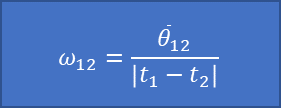 ω₁₂ = θ̄₁₂ / |t₁ − t₂|